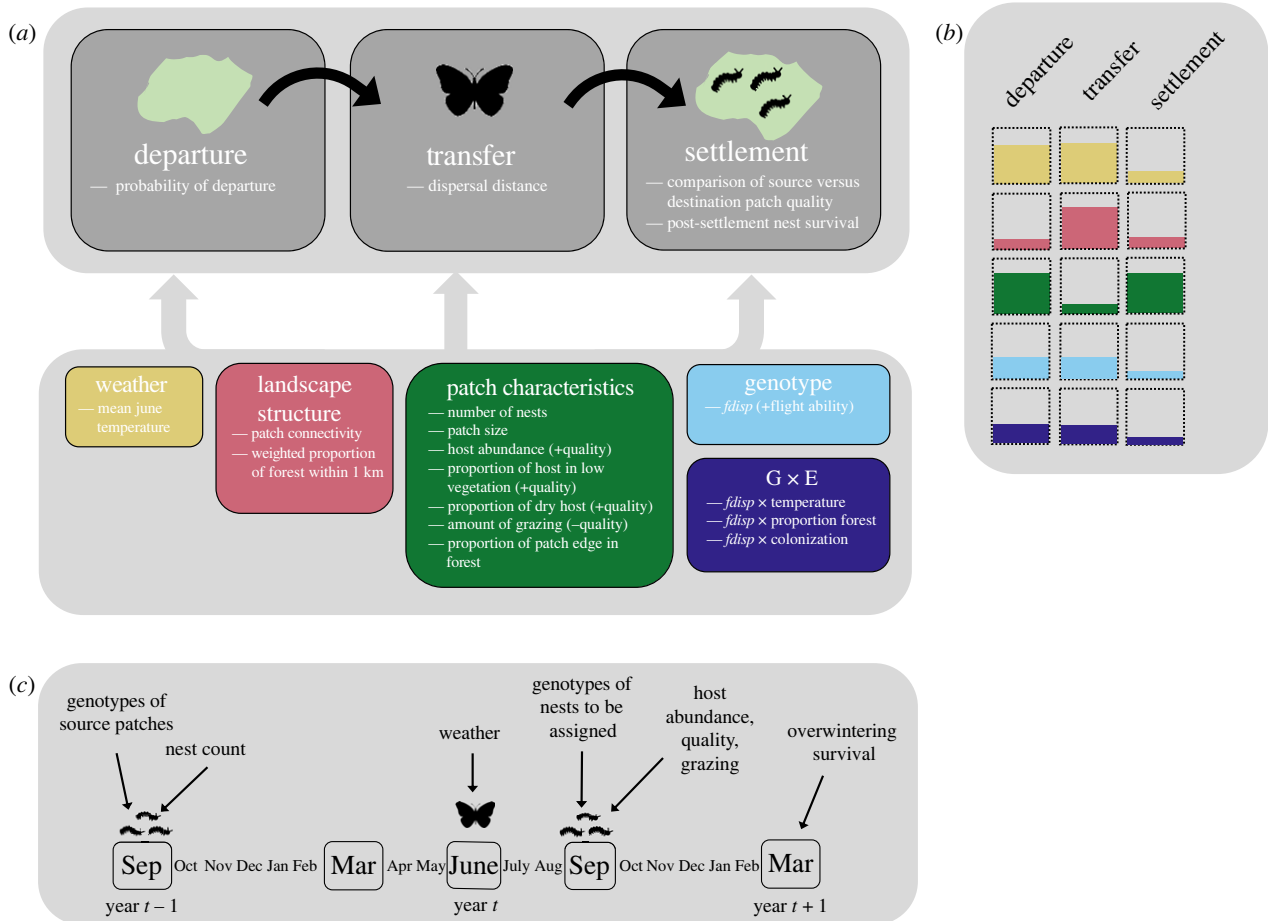 (a)
departure
— probability of departure
transfer
— dispersal distance
settlement
— comparison of source versus
destination patch quality
— post-settlement nest survival
weather
— mean june
temperature
landscape
structure
— patch connectivity
— weighted proportion
of forest within 1 km
patch characteristics
— number of nests
— patch size
— host abundance (+quality)
— proportion of host in low
vegetation (+quality)
— proportion of dry host (+quality)
— amount of grazing (–quality)
— proportion of patch edge in
forest
genotype
— fdisp (+flight ability)
G × E
— fdisp × temperature
— fdisp × proportion forest
— fdisp × colonization
(b)
departure
transfer
settlement
(c)
genotypes of
source patches
nest count
weather
genotypes of
nests to be
assigned
host
abundance,
quality,
grazing
overwintering
survival
Sep Oct Nov Dec Jan Feb Mar Apr May June July Aug Sep Oct Nov Dec Jan Feb Mar
year t – 1
year t
year t + 1